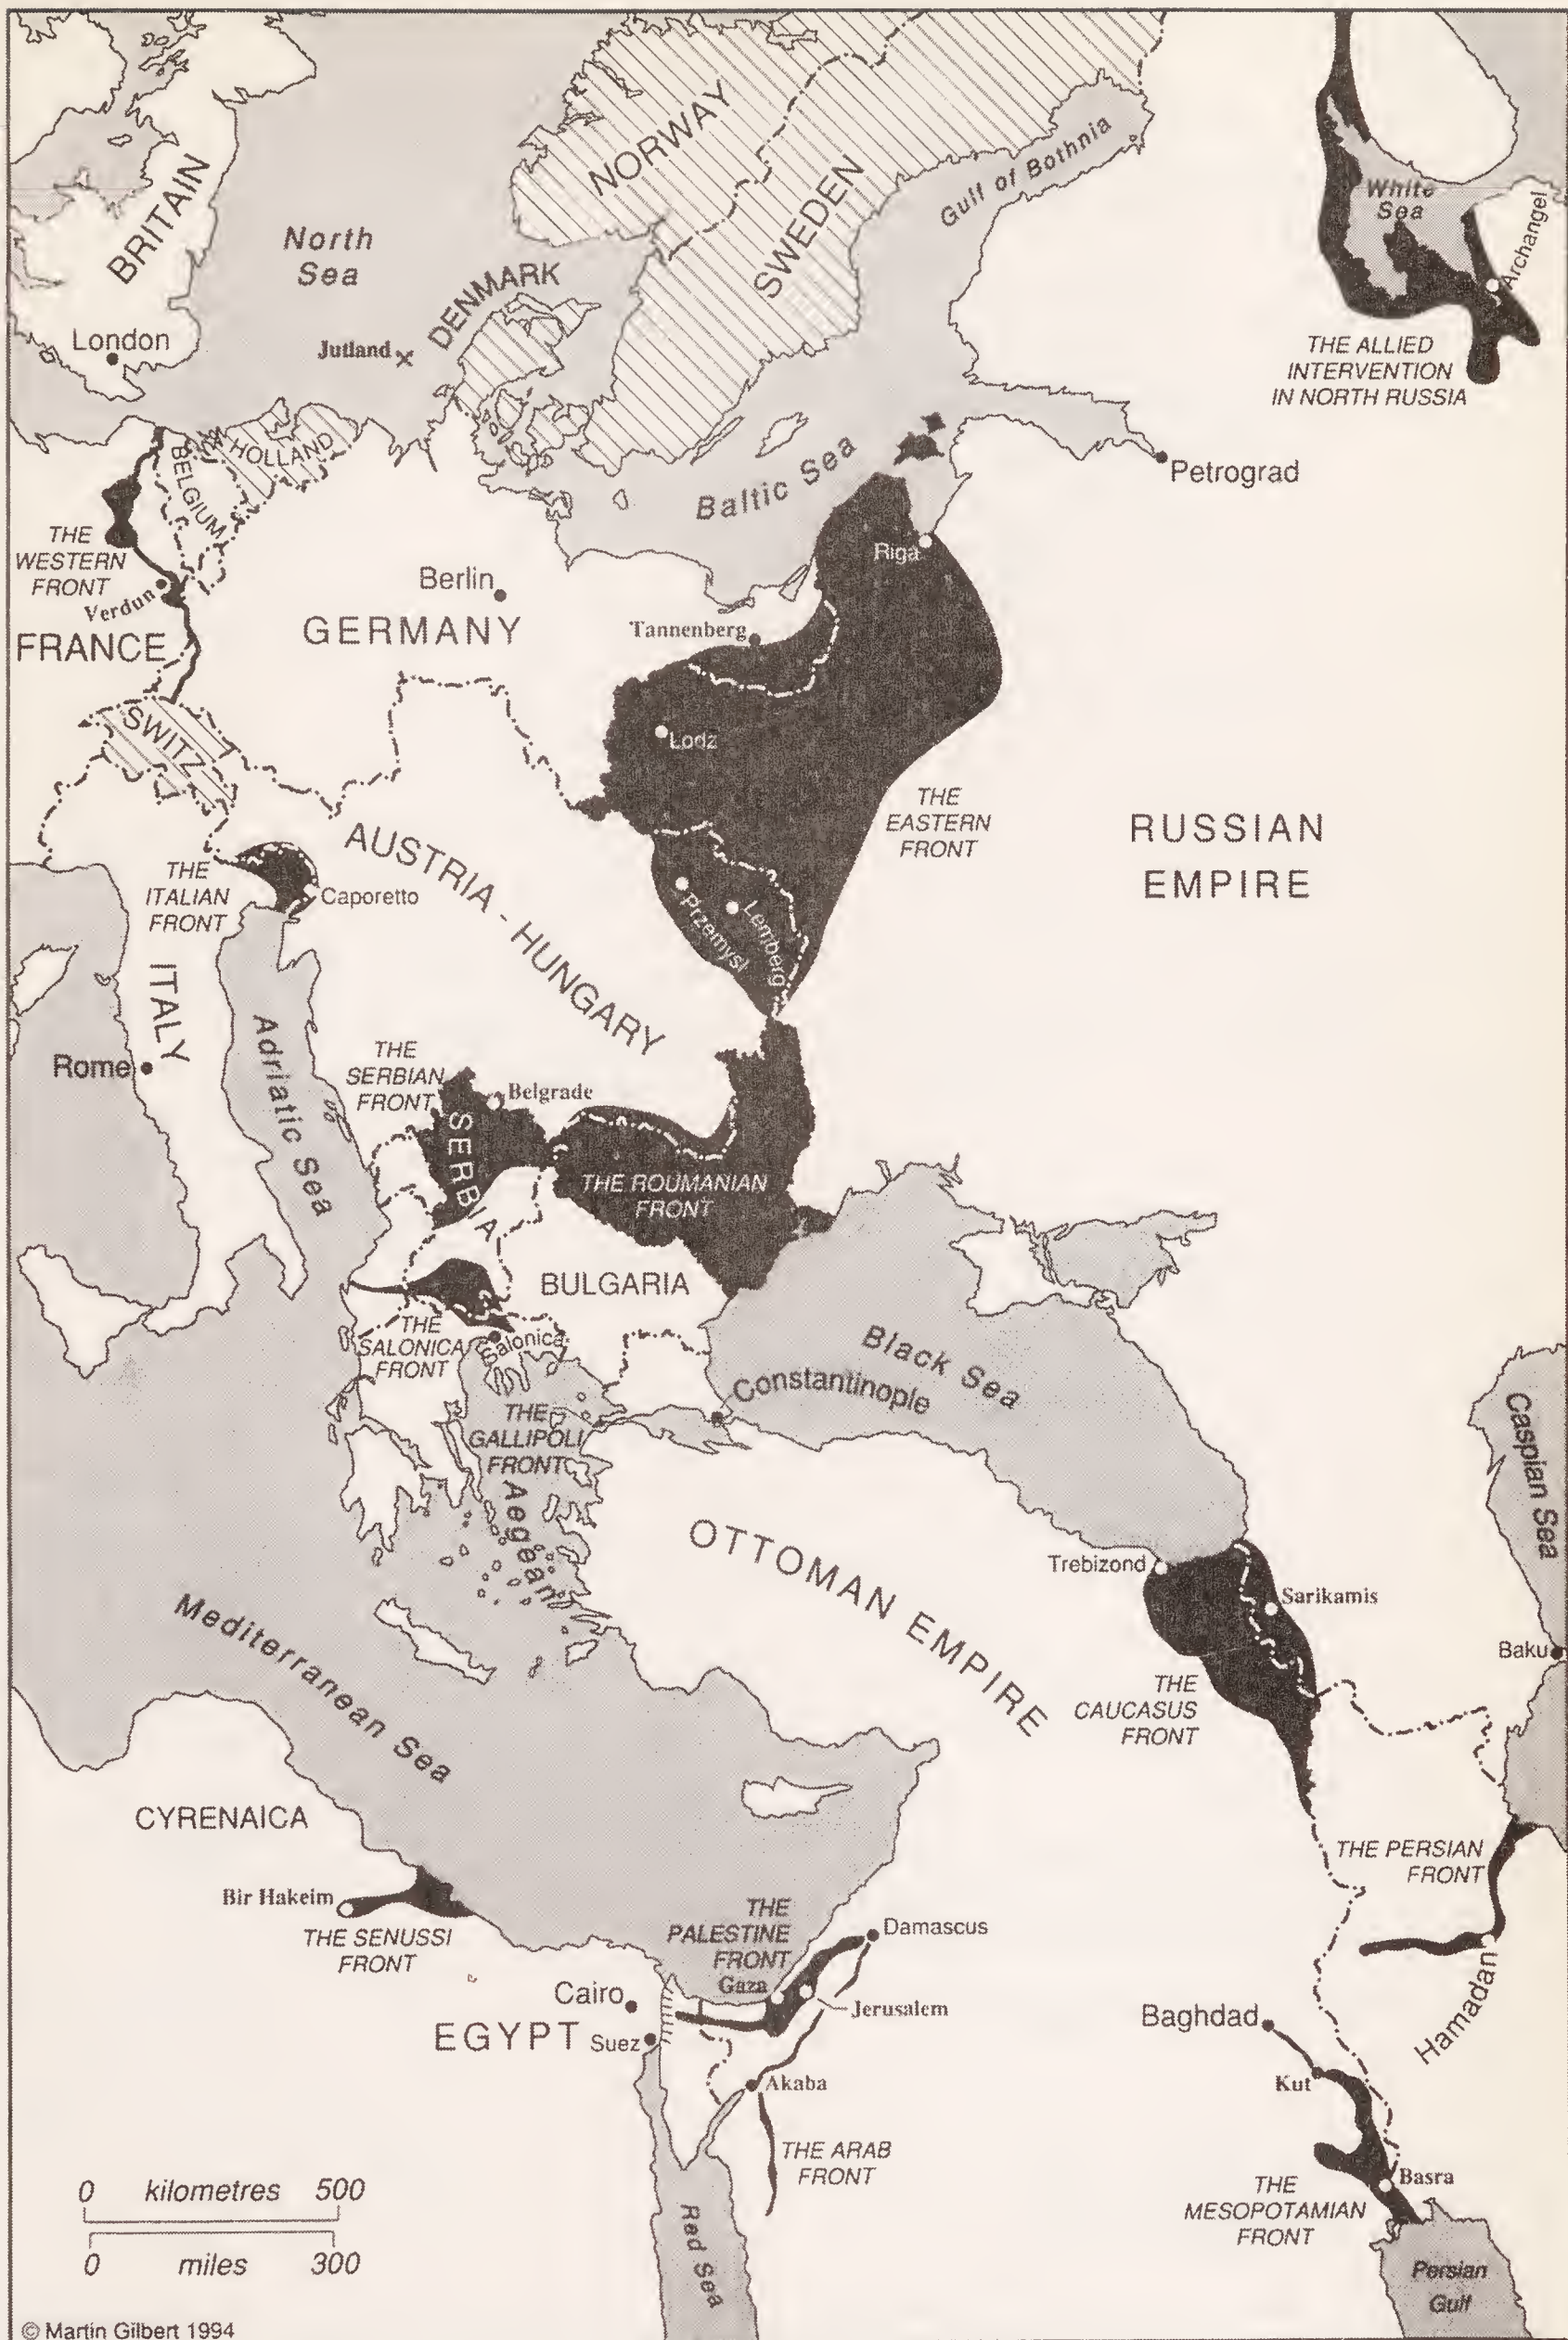 NORWAY
SWEDEN
Gulf of Bothnia
White
Sea
Archangel
BRITAIN
North
Sea
DENMARK
London
Jutland
THE ALLIED
INTERVENTION
IN NORTH RUSSIA
HOLLAND
BELGIUM
Baltic Sea
Petrograd
THE
WESTERN
FRONT
Riga
Berlin
Verdun
GERMANY
Tannenberg
FRANCE
SWITZ.
Lodz
THE
EASTERN
FRONT
RUSSIAN
EMPIRE
AUSTRIA - HUNGARY
THE
ITALIAN
FRONT
Caporetto
Przemysl
Lemberg
ITALY
Adriatic Sea
Rome
THE
SERBIAN
FRONT
Belgrade
SERBIA
THE ROUMANIAN
FRONT
BULGARIA
THE
SALONICA
FRONT
Salonica
Black Sea
Constantinople
THE
GALLIPOLI
FRONT
Aegean
Caspian Sea
OTTOMAN EMPIRE
Trebizond
Sarikamis
Baku
Mediterranean Sea
THE
CAUCASUS
FRONT
CYRENAICA
THE PERSIAN
FRONT
Bir Hakeim
THE SENUSSI
FRONT
THE
PALESTINE
FRONT
Damascus
Gaza
Cairo
Jerusalem
Baghdad
Hamadan
EGYPT
Suez
Akaba
Kut
THE ARAB
FRONT
Basra
THE
MESOPOTAMIAN
FRONT
0 kilometres 500
0 miles 300
Red Sea
Persian
Gulf
© Martin Gilbert 1994